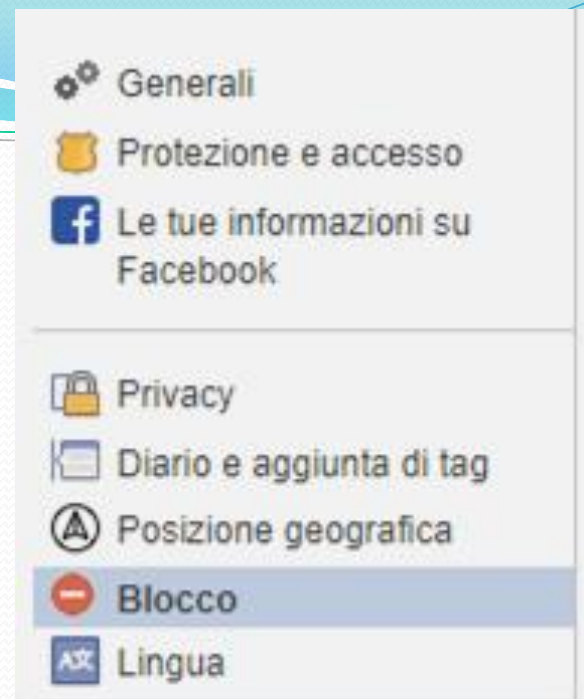 Generali
Protezione e accesso
Le tue informazioni su
Facebook
Privacy
Diario e aggiunta di tag
Posizione geografica
Blocco
Lingua